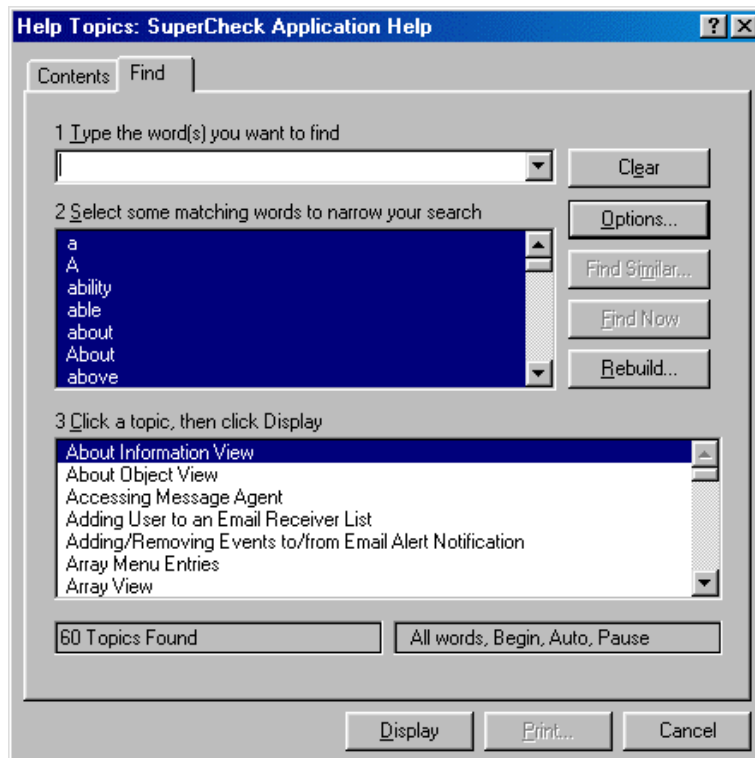 Help Topics: SuperCheck Application Help
Contents
Find
1 Type the word(s) you want to find
Clear
2 Select some matching words to narrow your search
Options...
a
A
ability
able
about
About
above
Find Similar...
Find Now
Rebuild...
3 Click a topic, then click Display
About Information View
About Object View
Accessing Message Agent
Adding User to an Email Receiver List
Adding/Removing Events to/from Email Alert Notification
Array Menu Entries
Array View
60 Topics Found
All words, Begin, Auto, Pause
Display
Print...
Cancel